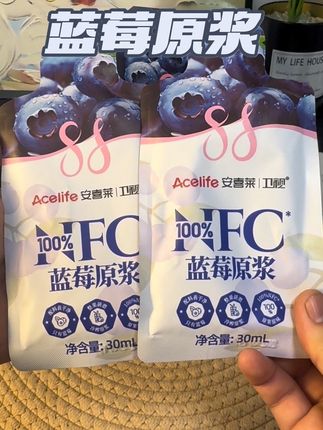 蓝莓原浆
MY LIFE HOUSE
Acelife 安喜莱 | 卫视®
100%
NFC*
蓝莓原浆
净含量: 30mL
Acelife 安喜莱 | 卫视®
100%
NFC*
蓝莓原浆
100%NFC
净含量: 30mL